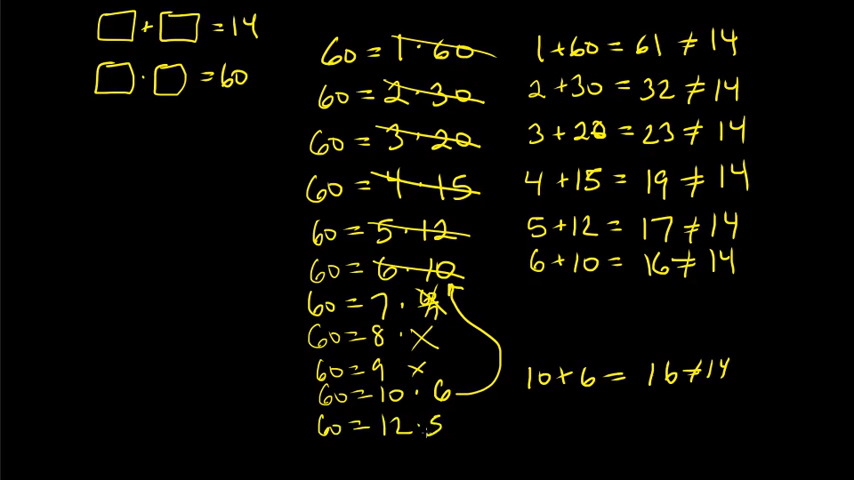 □ + □ = 14
□ · □ = 60
60 = 1 · 60
60 = 2 · 30
60 = 3 · 20
60 = 4 · 15
60 = 5 · 12
60 = 6 · 10
60 = 7 ·
60 = 8 · ×
60 = 9 ×
60 = 10 · 6
60 = 12 · 5
1 + 60 = 61 ≠ 14
2 + 30 = 32 ≠ 14
3 + 20 = 23 ≠ 14
4 + 15 = 19 ≠ 14
5 + 12 = 17 ≠ 14
6 + 10 = 16 ≠ 14
10 + 6 = 16 ≠ 14